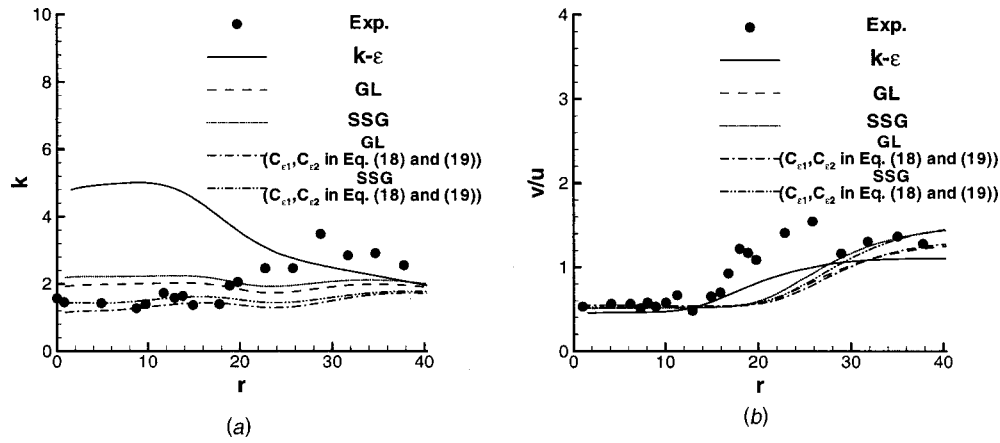 10
8
6
4
2
0
k
0
10
20
30
40
r
Exp.
k-ε
GL
SSG
GL
(Cε1,Cε2 in Eq. (18) and (19))
SSG
(Cε1,Cε2 in Eq. (18) and (19))
(a)
4
3
2
1
0
v/u
0
10
20
30
40
r
Exp.
k-ε
GL
SSG
GL
(Cε1,Cε2 in Eq. (18) and (19))
SSG
(Cε1,Cε2 in Eq. (18) and (19))
(b)